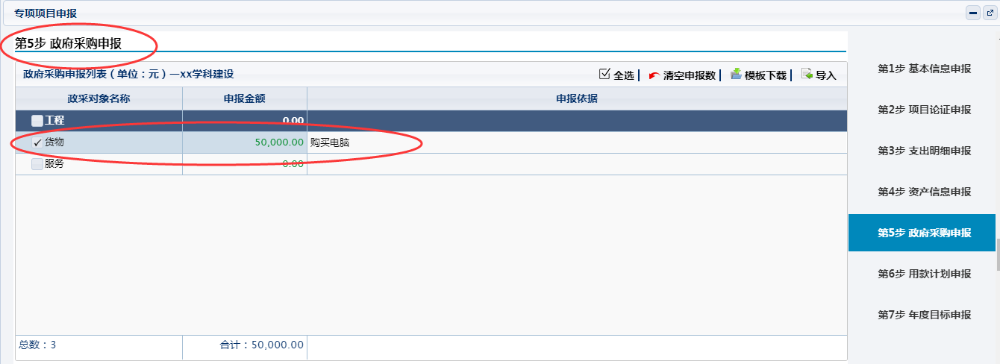 专项项目申报
第5步 政府采购申报
政府采购申报列表（单位：元）—xx学科建设
全选 清空申报数 模板下载 导入
政采对象名称 申报金额 申报依据
工程 0.00
货物 50,000.00 购买电脑
服务 0.00
总数：3 合计：50,000.00
第1步 基本信息申报
第2步 项目论证申报
第3步 支出明细申报
第4步 资产信息申报
第5步 政府采购申报
第6步 用款计划申报
第7步 年度目标申报